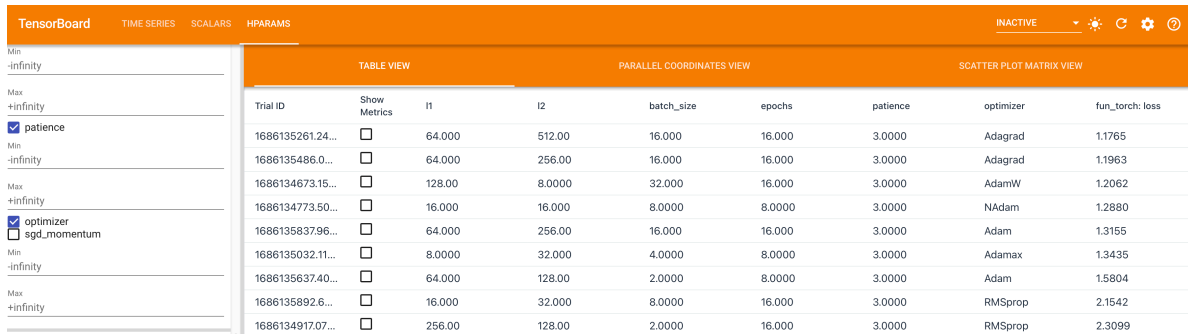 TensorBoard TIME SERIES SCALARS HPARAMS INACTIVE
Min
-infinity
Max
+infinity
patience
Min
-infinity
Max
+infinity
optimizer
sgd_momentum
Min
-infinity
Max
+infinity
TABLE VIEW PARALLEL COORDINATES VIEW SCATTER PLOT MATRIX VIEW
Trial ID Show Metrics l1 l2 batch_size epochs patience optimizer fun_torch: loss
1686135261.24... 64.000 512.00 16.000 16.000 3.0000 Adagrad 1.1765
1686135486.0... 64.000 256.00 16.000 16.000 3.0000 Adagrad 1.1963
1686134673.15... 128.00 8.0000 32.000 16.000 3.0000 AdamW 1.2062
1686134773.50... 16.000 16.000 8.0000 8.0000 3.0000 NAdam 1.2880
1686135837.96... 64.000 256.00 16.000 16.000 3.0000 Adam 1.3155
1686135032.11... 8.0000 32.000 4.0000 8.0000 3.0000 Adamax 1.3435
1686135637.40... 64.000 128.00 2.0000 8.0000 3.0000 Adam 1.5804
1686135892.6... 16.000 32.000 8.0000 16.000 3.0000 RMSprop 2.1542
1686134917.07... 256.00 128.00 2.0000 16.000 3.0000 RMSprop 2.3099